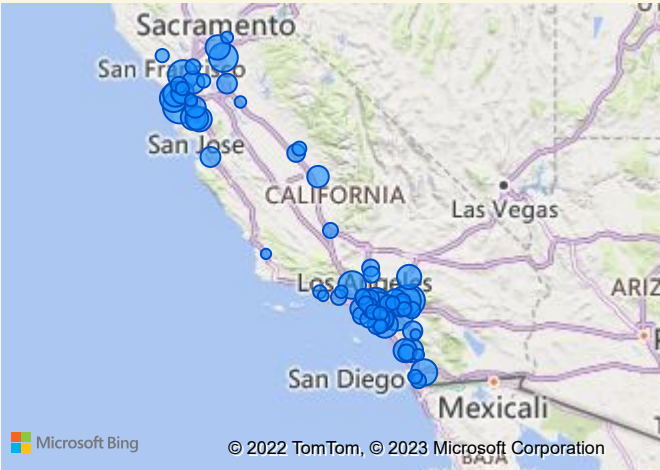 Sacramento
San Francisco
San Jose
CALIFORNIA
Las Vegas
Los Angeles
ARIZ
San Diego
Mexicali
Microsoft Bing
© 2022 TomTom, © 2023 Microsoft Corporation
BAJA